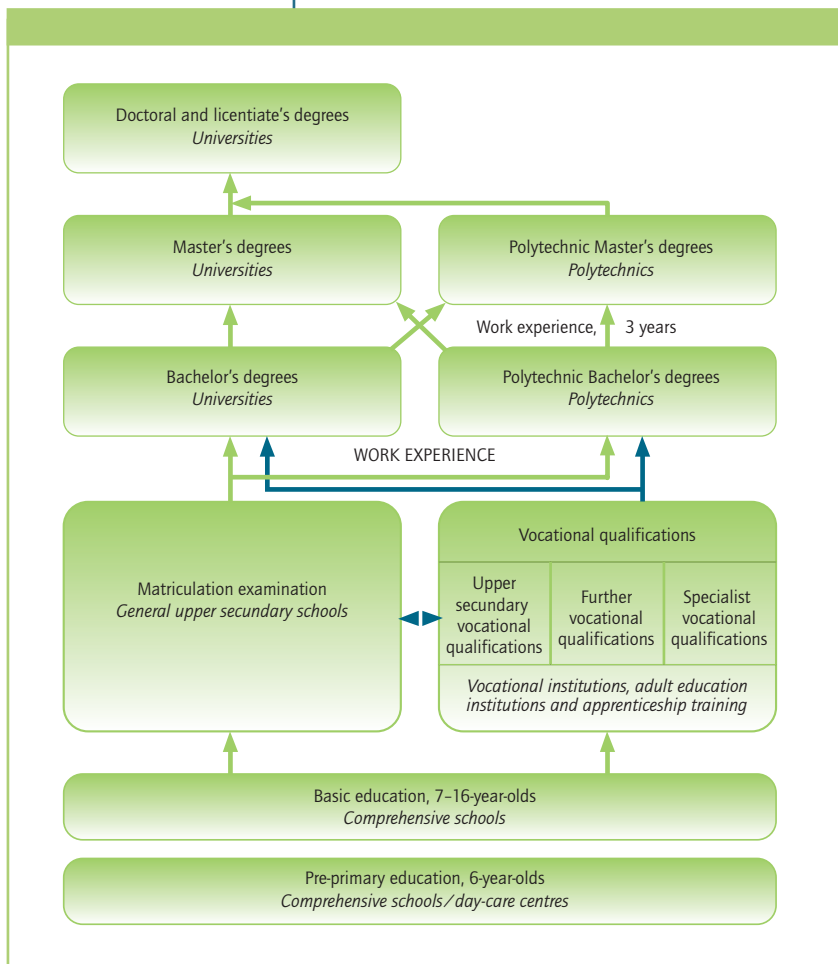 Doctoral and licentiate's degrees
Universities
Master's degrees
Universities
Polytechnic Master's degrees
Polytechnics
Work experience, 3 years
Bachelor's degrees
Universities
Polytechnic Bachelor's degrees
Polytechnics
WORK EXPERIENCE
Matriculation examination
General upper secundary schools
Vocational qualifications
Upper
secundary
vocational
qualifications
Further
vocational
qualifications
Specialist
vocational
qualifications
Vocational institutions, adult education
institutions and apprenticeship training
Basic education, 7–16-year-olds
Comprehensive schools
Pre-primary education, 6-year-olds
Comprehensive schools/day-care centres